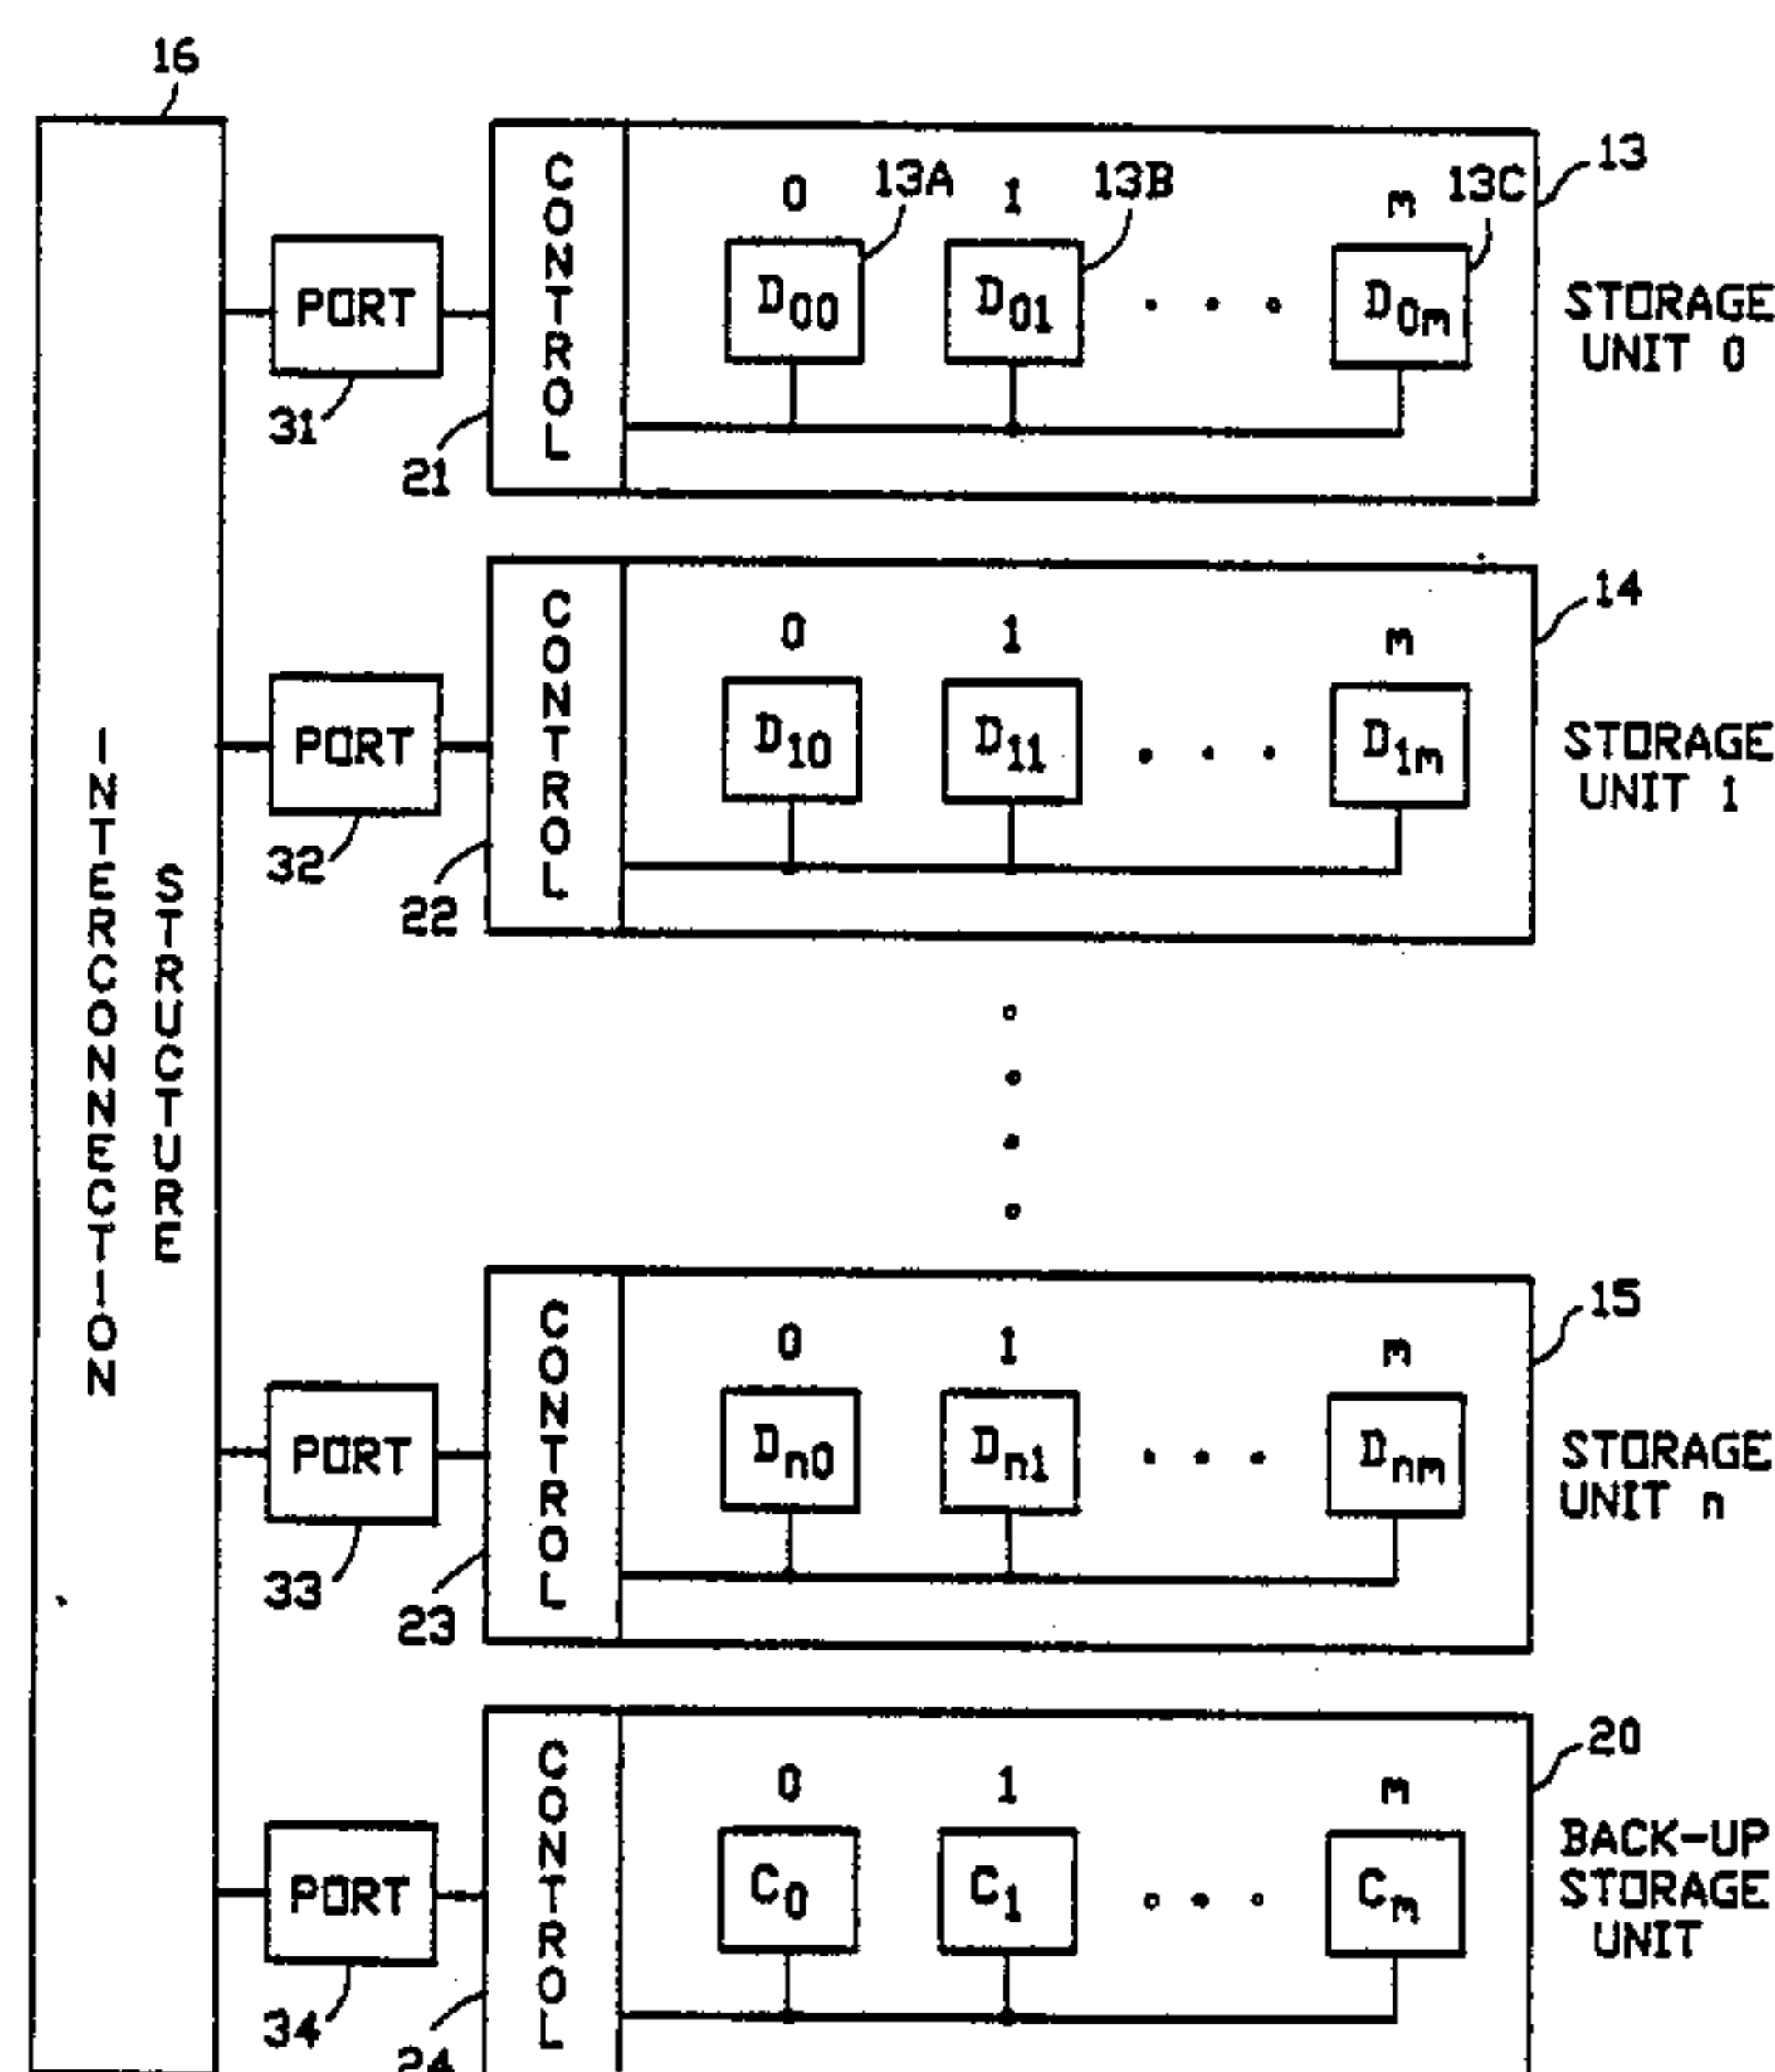 16
INTERCONNECTION
STRUCTURE
PORT
31
CONTROL
21
0
13A
1
13B
m
13C
13
D00
D01
. . .
D0m
STORAGE
UNIT 0
PORT
32
CONTROL
22
0
1
m
14
D10
D11
. . .
D1m
STORAGE
UNIT 1
PORT
33
CONTROL
23
0
1
m
15
Dn0
Dn1
. . .
Dnm
STORAGE
UNIT n
PORT
34
CONTROL
24
0
1
m
20
C0
C1
. . .
Cm
BACK-UP
STORAGE
UNIT